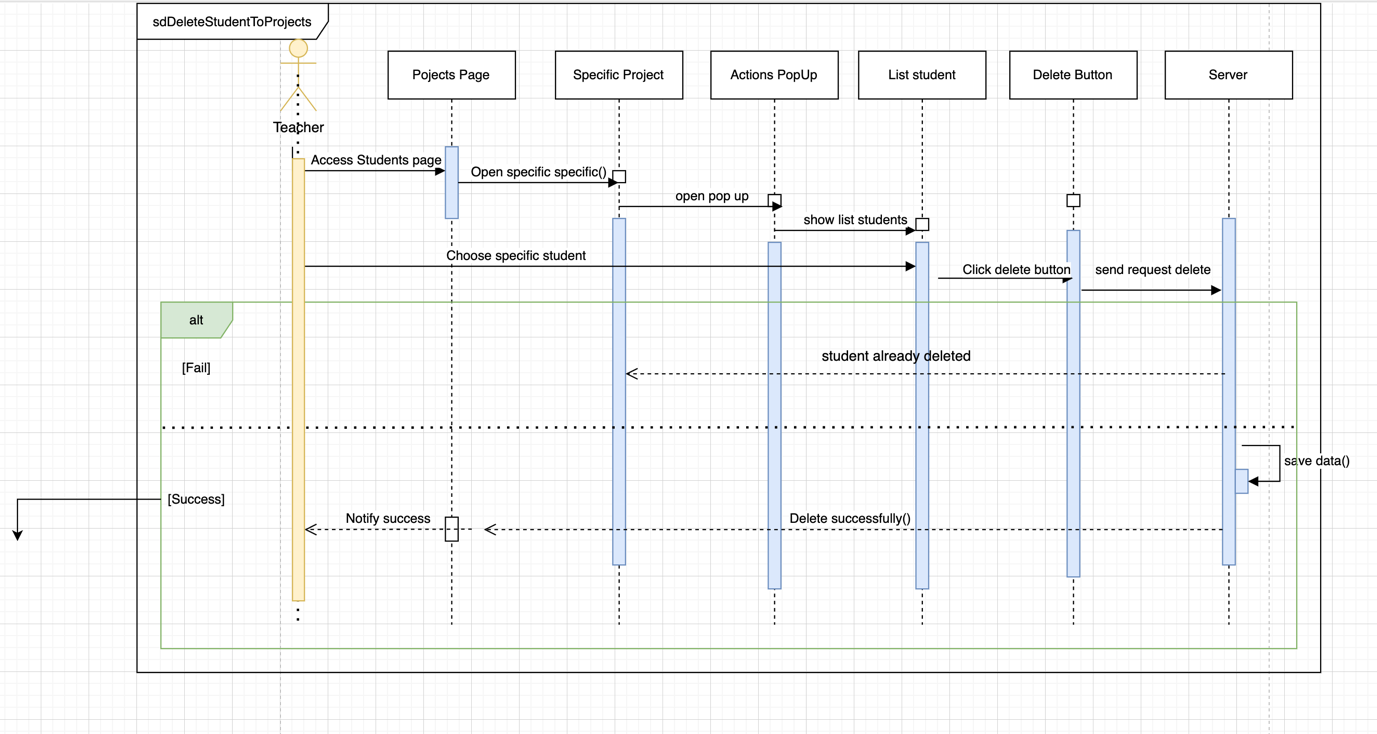 sdDeleteStudentToProjects
Pojects Page
Specific Project
Actions PopUp
List student
Delete Button
Server
Teacher
Access Students page
Open specific specific()
open pop up
show list students
Choose specific student
Click delete button
send request delete
alt
[Fail]
student already deleted
save data()
[Success]
Notify success
Delete successfully()